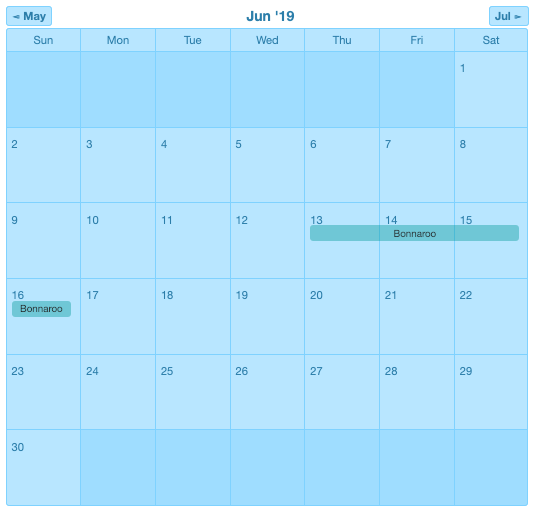 ◄ May Jun '19 Jul ►
Sun Mon Tue Wed Thu Fri Sat
1
2 3 4 5 6 7 8
9 10 11 12 13 14 15
Bonnaroo
16 17 18 19 20 21 22
Bonnaroo
23 24 25 26 27 28 29
30